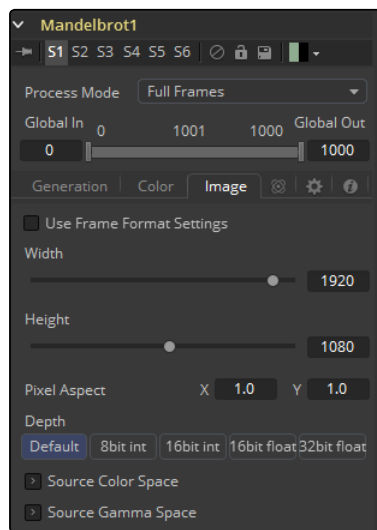 Mandelbrot1
S1 S2 S3 S4 S5 S6
Process Mode Full Frames
Global In 0 1001 1000 Global Out
0 1000
Generation Color Image
Use Frame Format Settings
Width
1920
Height
1080
Pixel Aspect X 1.0 Y 1.0
Depth
Default 8bit int 16bit int 16bit float 32bit float
Source Color Space
Source Gamma Space